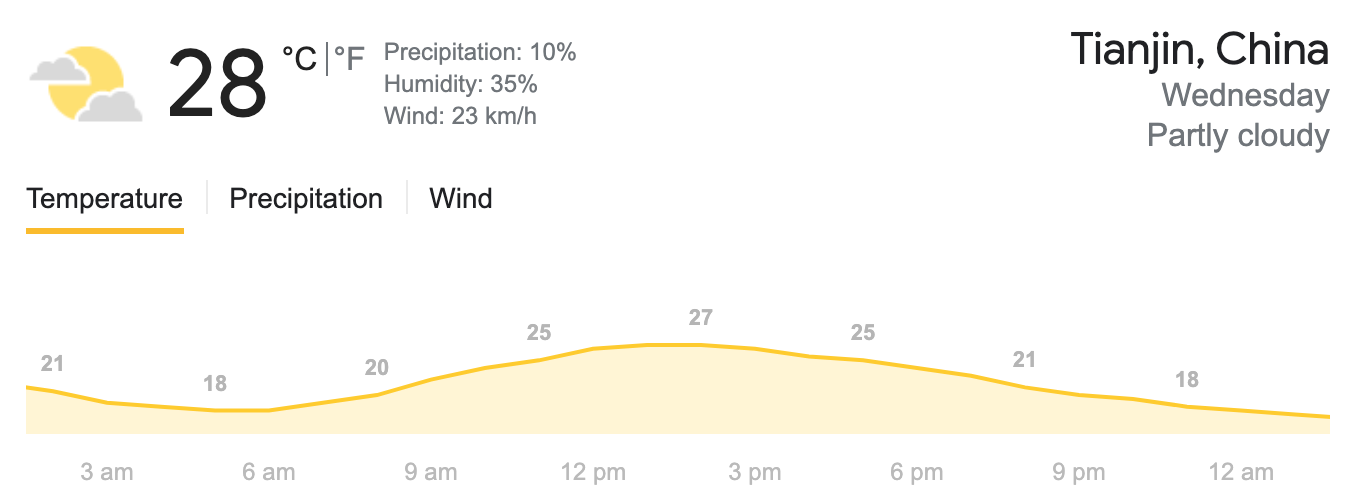 28 °C|°F
Precipitation: 10%
Humidity: 35%
Wind: 23 km/h
Tianjin, China
Wednesday
Partly cloudy
Temperature Precipitation Wind
21 18 20 25 27 25 21 18
3 am 6 am 9 am 12 pm 3 pm 6 pm 9 pm 12 am